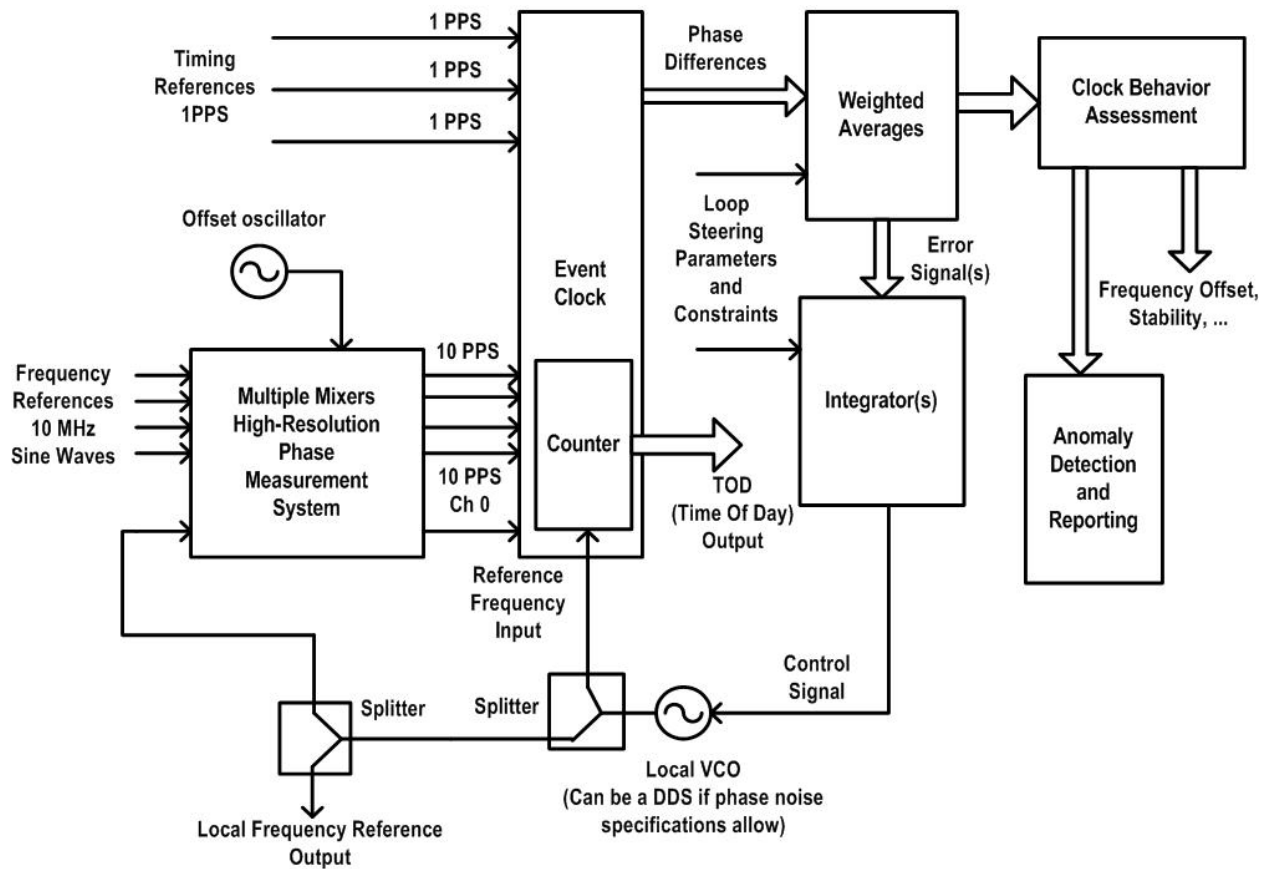 1 PPS
Timing
References
1PPS
1 PPS
1 PPS
Phase
Differences
Weighted
Averages
Clock Behavior
Assessment
Offset oscillator
Event
Clock
Loop
Steering
Parameters
and
Constraints
Error
Signal(s)
Frequency Offset,
Stability, ...
Frequency
References
10 MHz
Sine Waves
Multiple Mixers
High-Resolution
Phase
Measurement
System
10 PPS
10 PPS
Ch 0
Counter
TOD
(Time Of Day)
Output
Integrator(s)
Anomaly
Detection
and
Reporting
Reference
Frequency
Input
Control
Signal
Splitter
Splitter
Local VCO
(Can be a DDS if phase noise
specifications allow)
Local Frequency Reference
Output